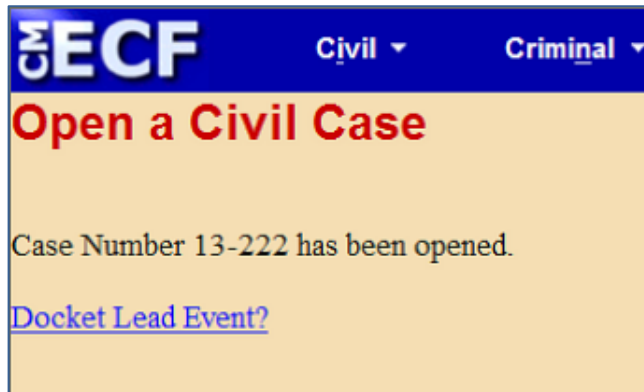 CM ECF Civil Criminal
Open a Civil Case
Case Number 13-222 has been opened.
Docket Lead Event?